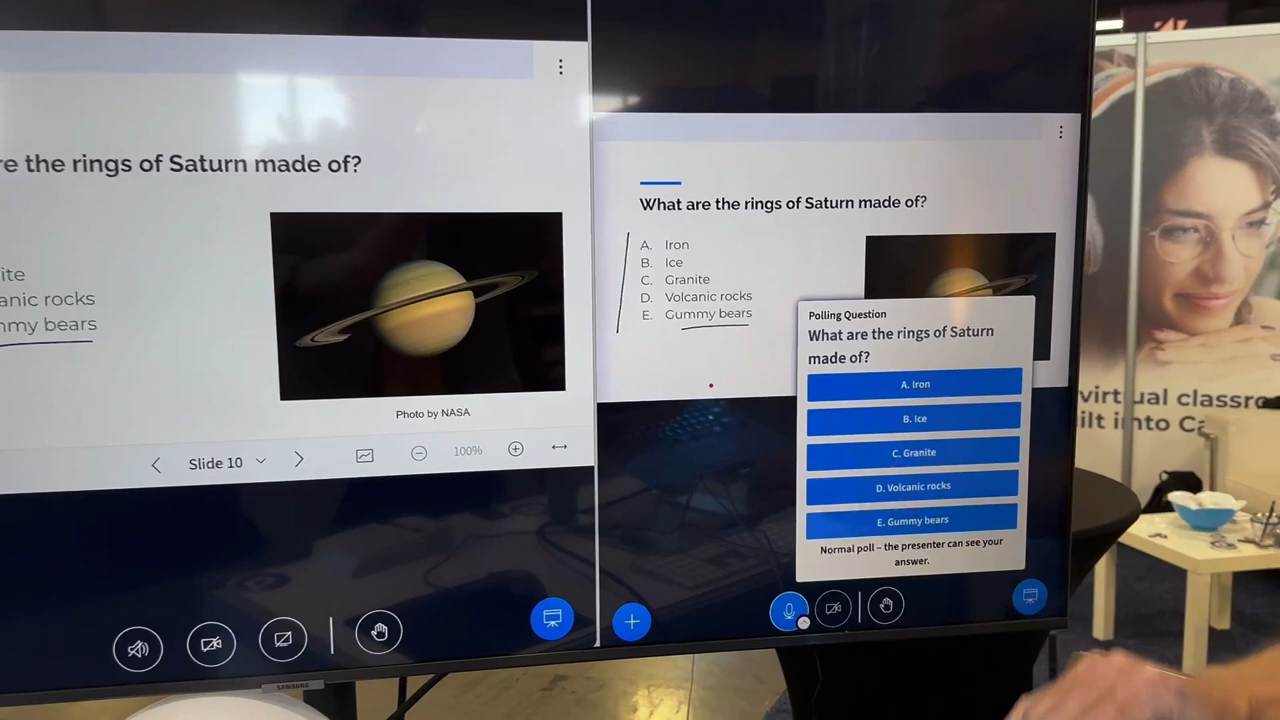 re the rings of Saturn made of?
ite
anic rocks
mmy bears
Photo by NASA
Slide 10
100%
SAMSUNG
What are the rings of Saturn made of?
A. Iron
B. Ice
C. Granite
D. Volcanic rocks
E. Gummy bears
Polling Question
What are the rings of Saturn
made of?
A. Iron
B. Ice
C. Granite
D. Volcanic rocks
E. Gummy bears
Normal poll – the presenter can see your
answer.
virtual classro
ilt into Ca